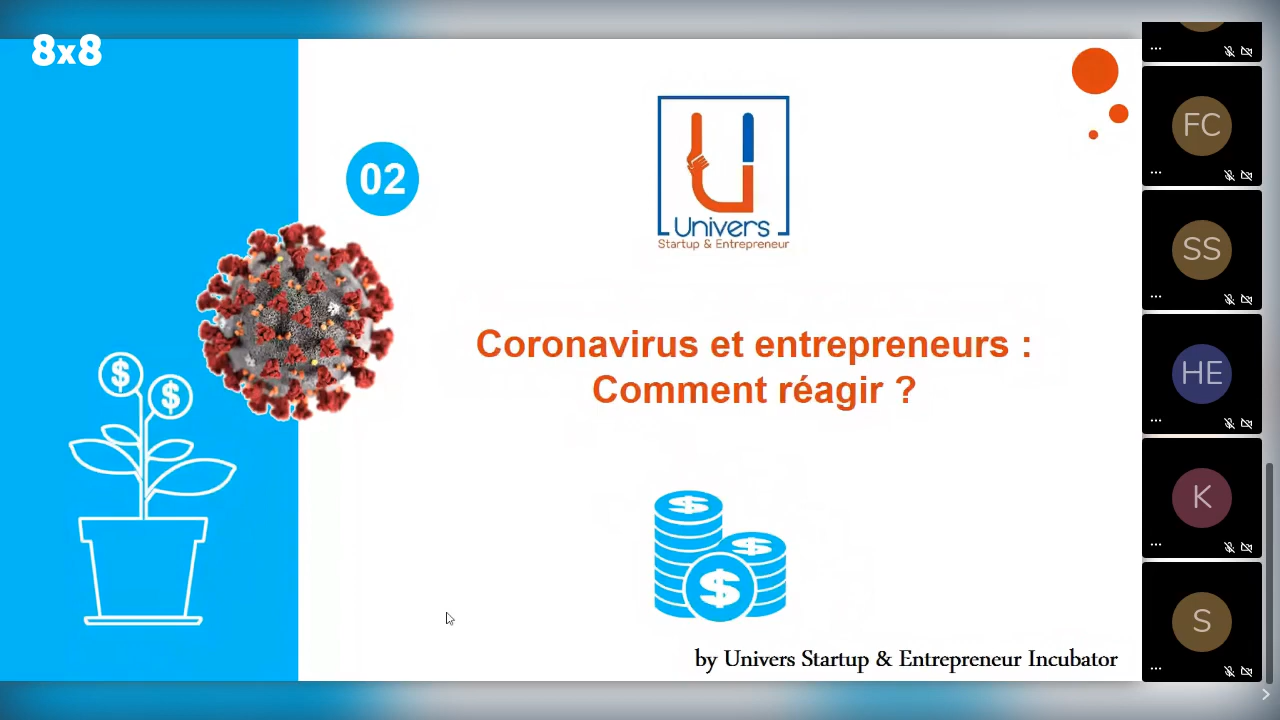 8x8
02
Univers
Startup & Entrepreneur
Coronavirus et entrepreneurs :
Comment réagir ?
$
$
$
$
$
by Univers Startup & Entrepreneur Incubator
FC
SS
HE
K
S